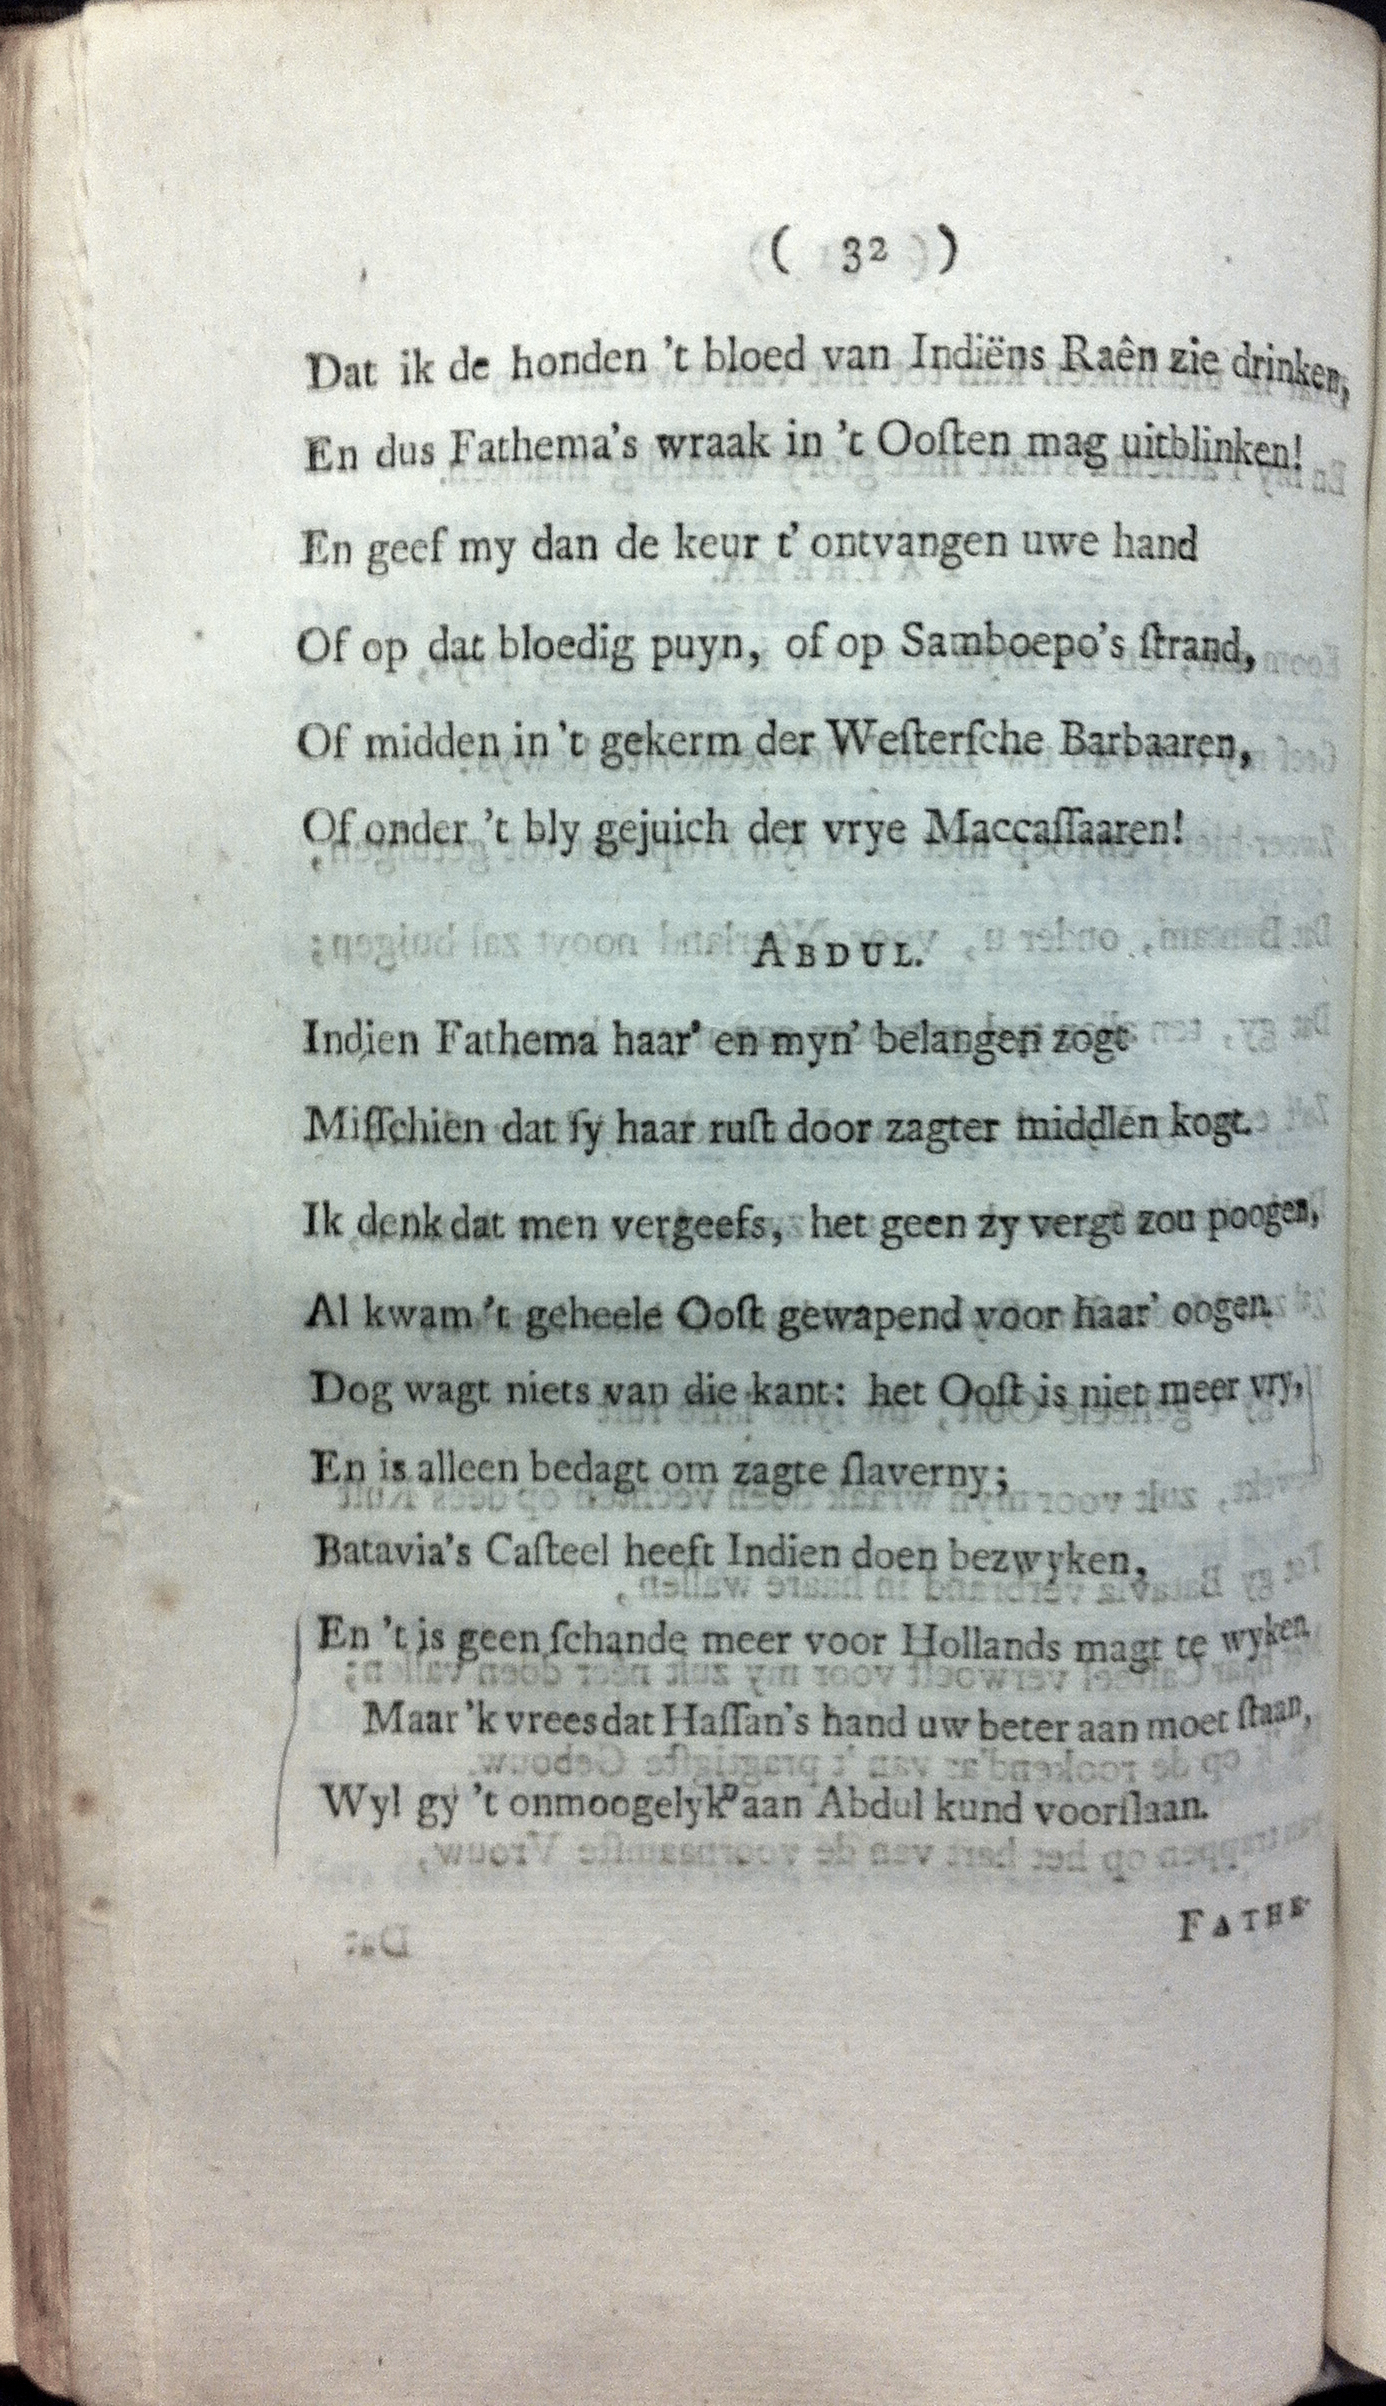 ( 32 )
Dat ik de honden 't bloed van Indiëns Raên zie drinken,
En dus Fathema's wraak in 't Ooſten mag uitblinken!
En geef my dan de keur t' ontvangen uwe hand
Of op dat bloedig puyn, of op Samboepo's ſtrand,
Of midden in 't gekerm der Weſterſche Barbaaren,
Of onder 't bly gejuich der vrye Maccaſſaaren!
ABDUL.
Indien Fathema haar' en myn' belangen zogt
Miſſchien dat ſy haar ruſt door zagter middlen kogt.
Ik denk dat men vergeefs, het geen zy vergt zou poogen,
Al kwam 't geheele Ooſt gewapend voor haar' oogen.
Dog wagt niets van die kant: het Ooſt is niet meer vry,
En is alleen bedagt om zagte ſlaverny;
Batavia's Caſteel heeft Indien doen bezwyken,
En 't is geen ſchande meer voor Hollands magt te wyken.
Maar 'k vrees dat Haſſan's hand uw beter aan moet ſtaan,
Wyl gy 't onmoogelyk aan Abdul kund voorſlaan.
FATHE-